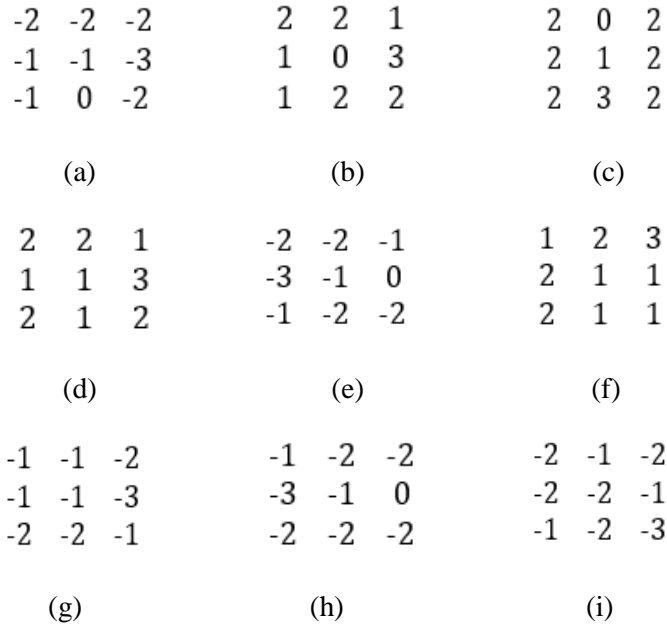 -2 -2 -2 2 2 1 2 0 2
-1 -1 -3 1 0 3 2 1 2
-1 0 -2 1 2 2 2 3 2
(a) (b) (c)
2 2 1 -2 -2 -1 1 2 3
1 1 3 -3 -1 0 2 1 1
2 1 2 -1 -2 -2 2 1 1
(d) (e) (f)
-1 -1 -2 -1 -2 -2 -2 -1 -2
-1 -1 -3 -3 -1 0 -2 -2 -1
-2 -2 -1 -2 -2 -2 -1 -2 -3
(g) (h) (i)